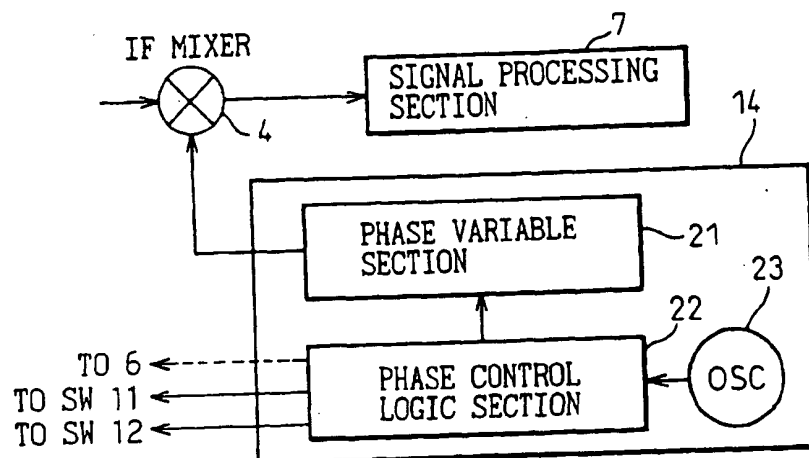 IF MIXER
4
7
SIGNAL PROCESSING
SECTION
14
PHASE VARIABLE
SECTION
21
22
23
PHASE CONTROL
LOGIC SECTION
OSC
TO 6
TO SW 11
TO SW 12